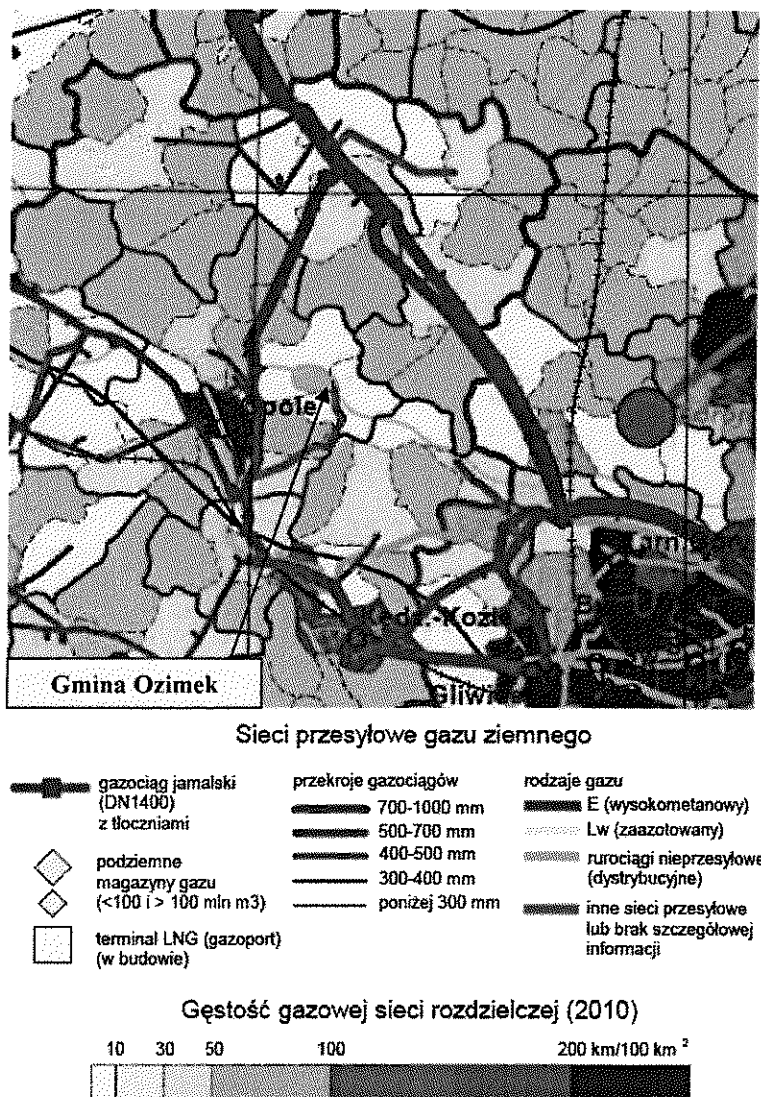 pole
Kędz.-Koźle
Gliwi
Gmina Ozimek
Sieci przesyłowe gazu ziemnego
gazociąg jamalski
(DN1400)
z tłoczniami
podziemne
magazyny gazu
(<100 i > 100 mln m3)
terminal LNG (gazoport)
(w budowie)
przekroje gazociągów
700-1000 mm
500-700 mm
400-500 mm
300-400 mm
poniżej 300 mm
rodzaje gazu
E (wysokometanowy)
Lw (zaazotowany)
rurociągi nieprzesyłowe
(dystrybucyjne)
inne sieci przesyłowe
lub brak szczegółowej
informacji
Gęstość gazowej sieci rozdzielczej (2010)
10 30 50 100 200 km/100 km ²